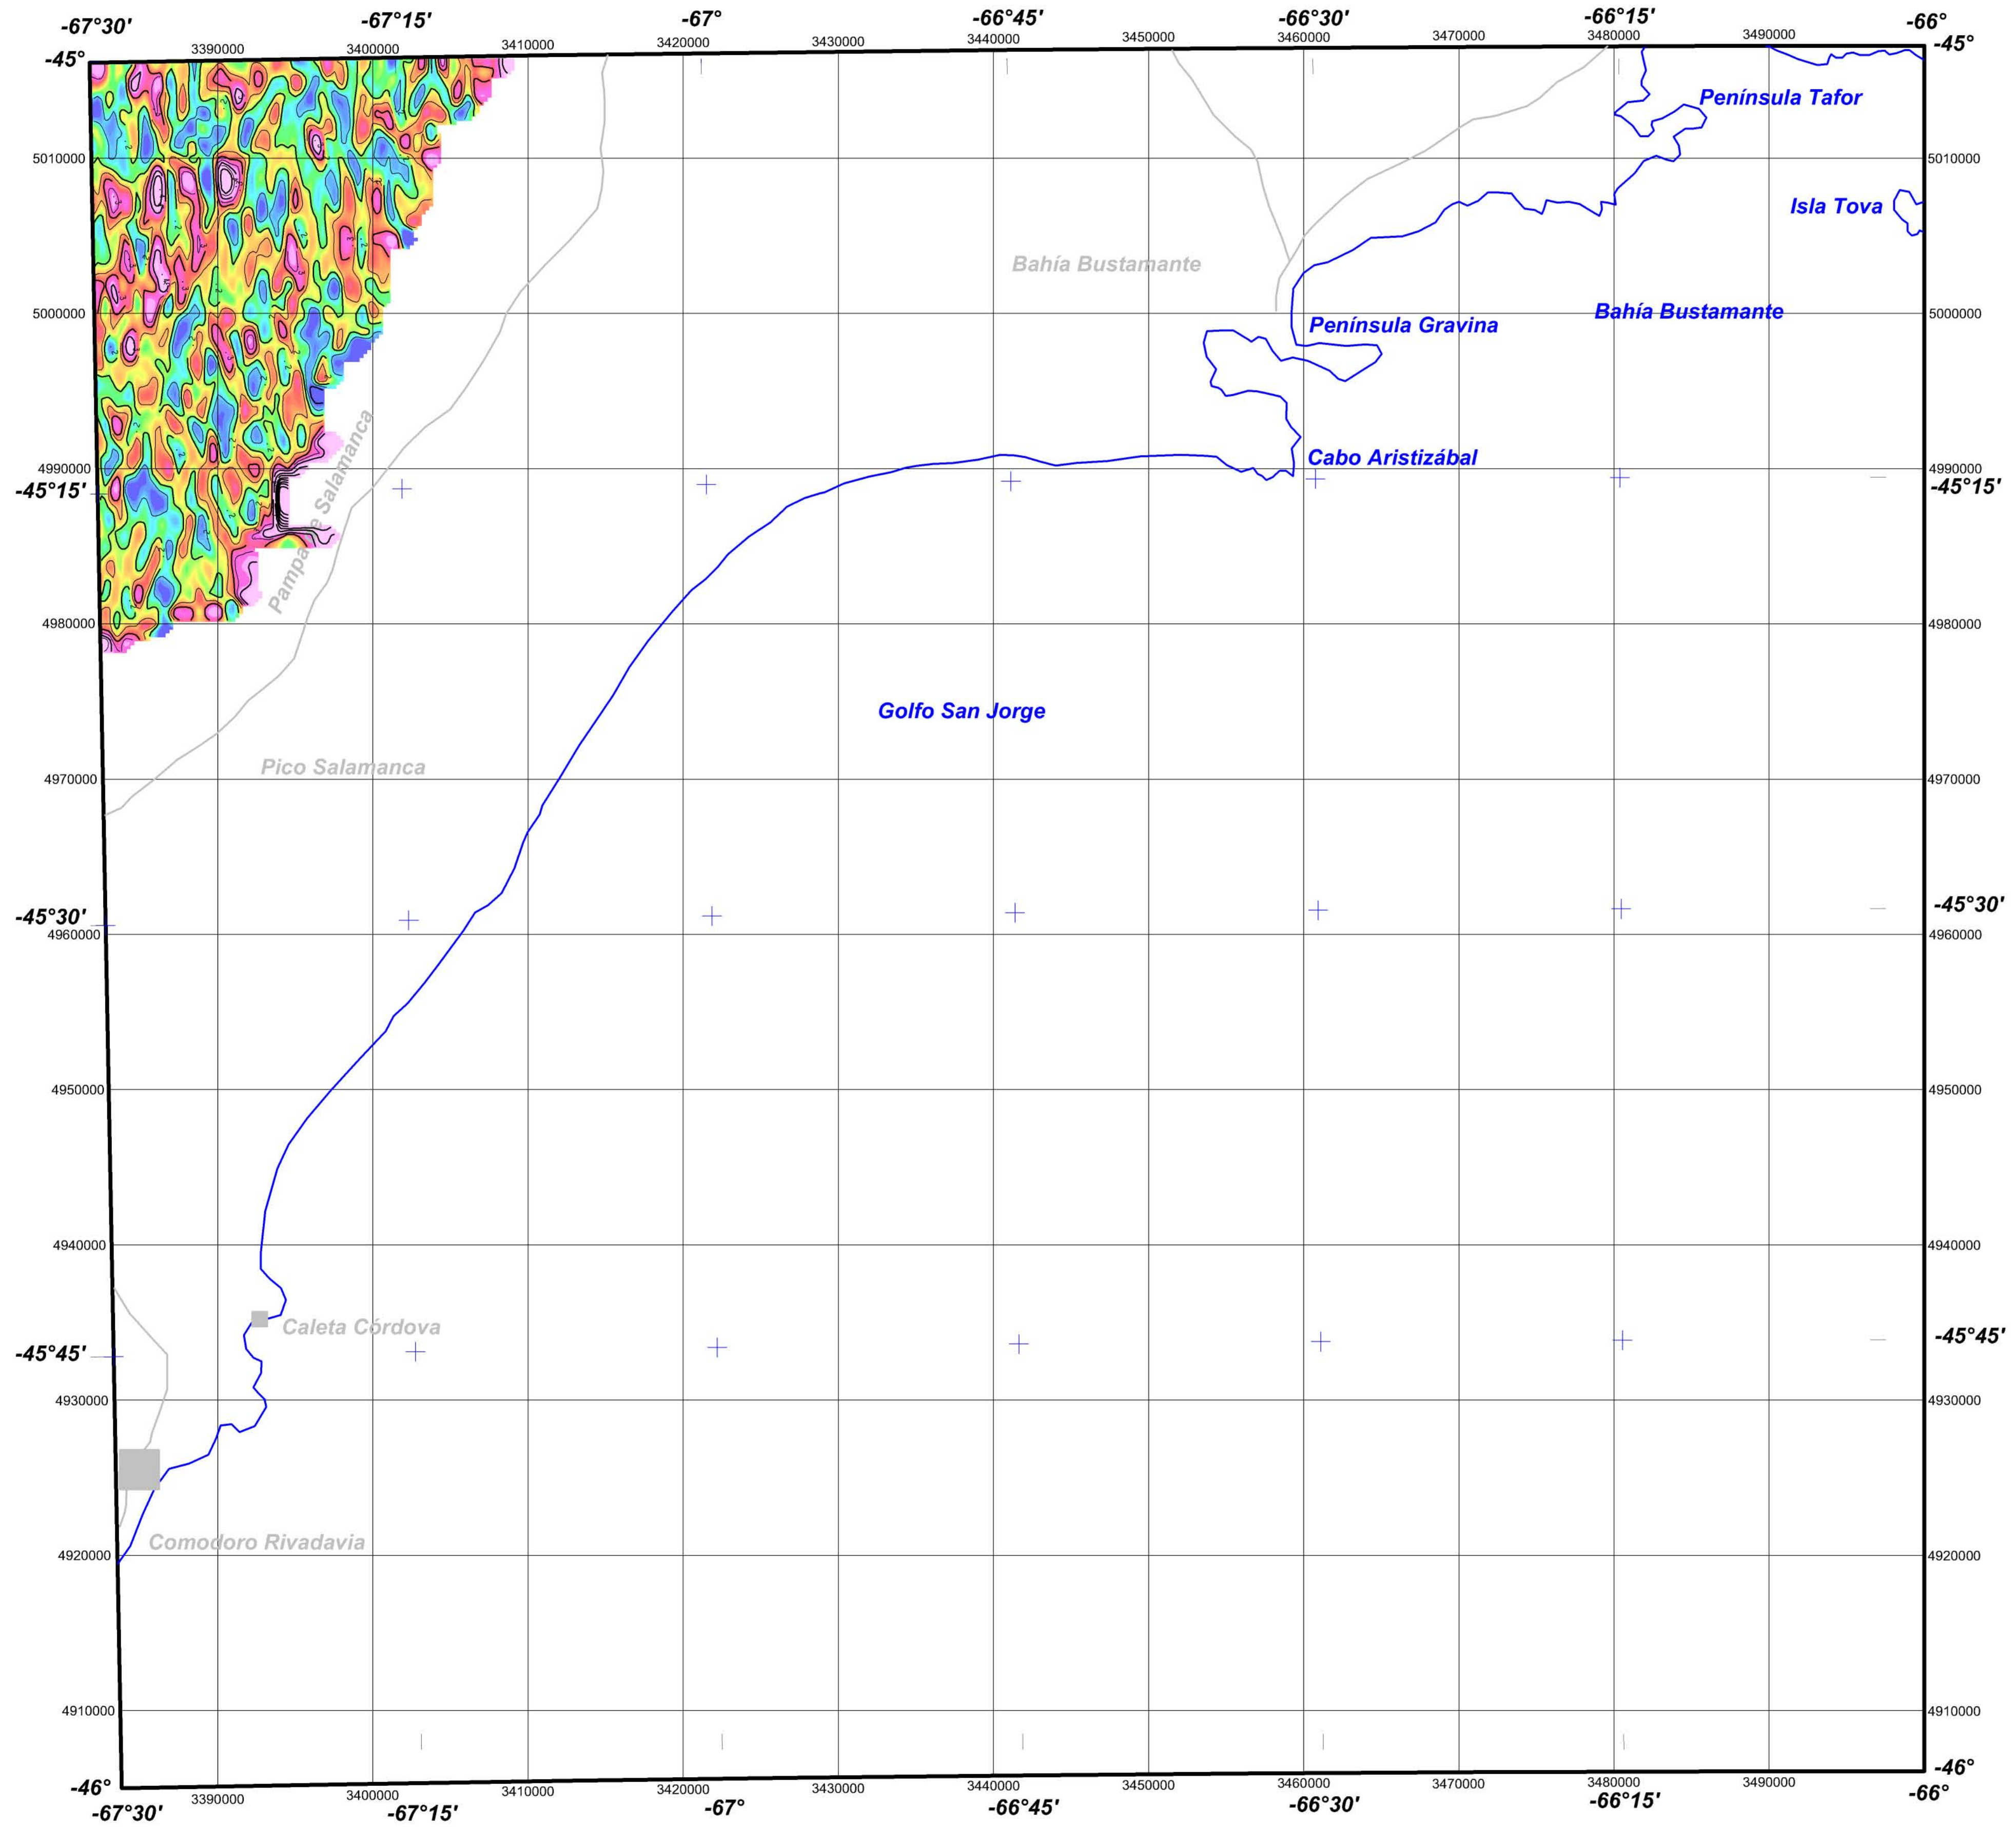 -67°30' -67°15' -67° -66°45' -66°30' -66°15' -66°
3390000 3400000 3410000 3420000 3430000 3440000 3450000 3460000 3470000 3480000 3490000
-45° -45°
Península Tafor
5010000 5010000
Isla Tova
Bahía Bustamante
5000000 Bahía Bustamante 5000000
Península Gravina
Pampa de Salamanca
Cabo Aristizábal
4990000 4990000
-45°15' -45°15'
4980000 4980000
Golfo San Jorge
Pico Salamanca
4970000 4970000
-45°30' -45°30'
4960000 4960000
4950000 4950000
4940000 4940000
Caleta Córdova
-45°45' -45°45'
4930000 4930000
Comodoro Rivadavia
4920000 4920000
4910000 4910000
-46° -46°
3390000 3400000 3410000 3420000 3430000 3440000 3450000 3460000 3470000 3480000 3490000
-67°30' -67°15' -67° -66°45' -66°30' -66°15' -66°